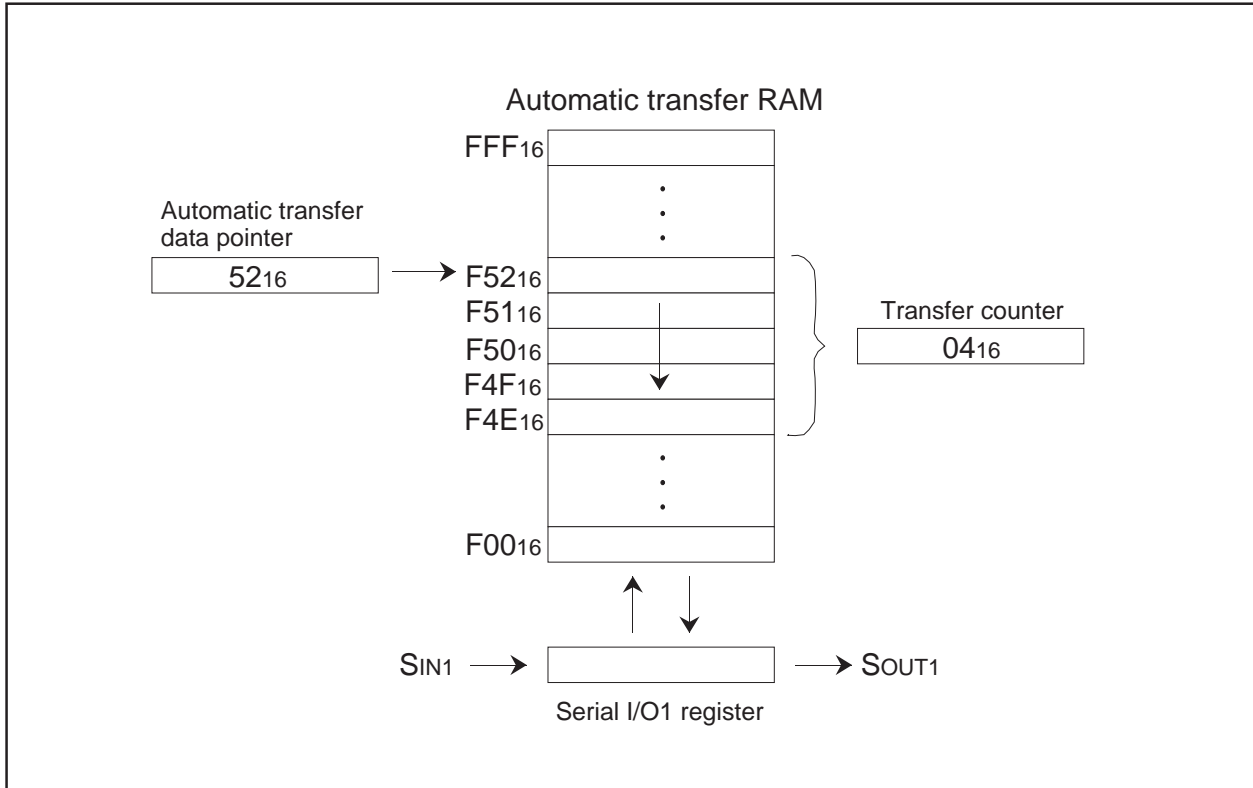 Automatic transfer RAM
FFF16
Automatic transfer
data pointer
5216
F5216
F5116
F5016
F4F16
F4E16
Transfer counter
0416
F0016
SIN1
SOUT1
Serial I/O1 register